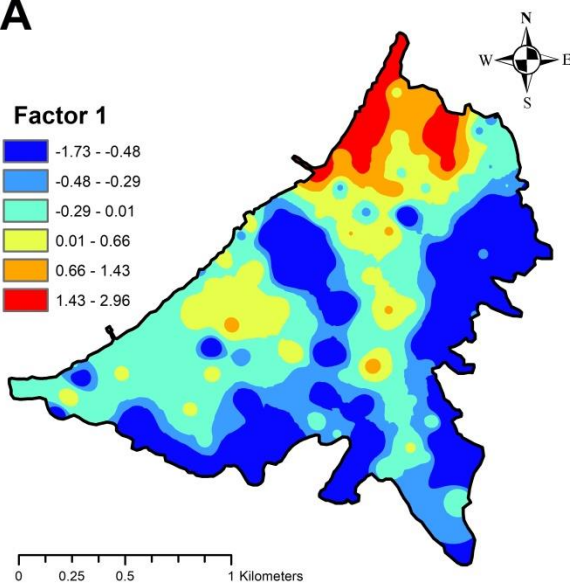 A
N
W E
S
Factor 1
-1.73 - -0.48
-0.48 - -0.29
-0.29 - 0.01
0.01 - 0.66
0.66 - 1.43
1.43 - 2.96
0 0.25 0.5 1 Kilometers